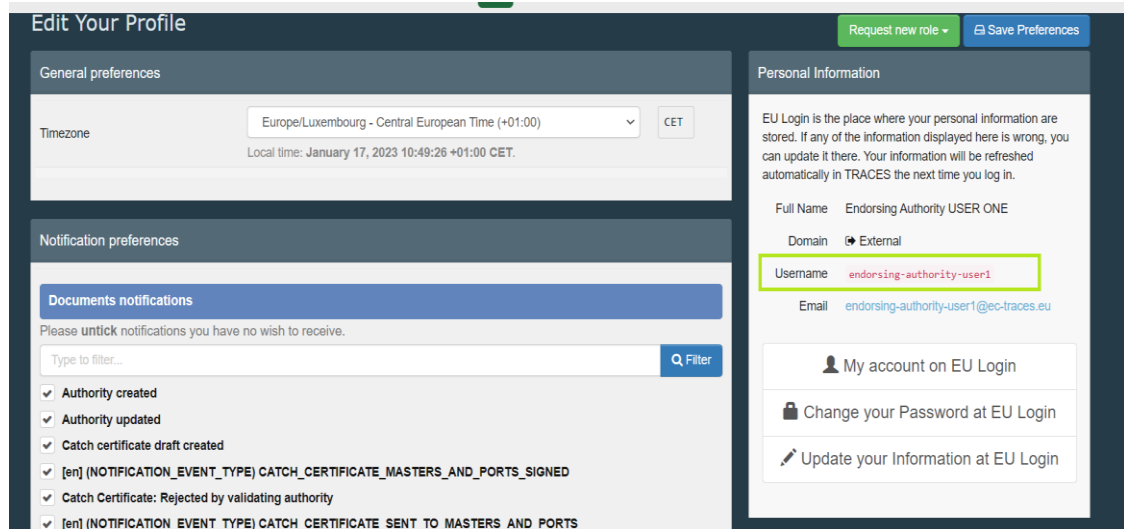 Edit Your Profile
Request new role
Save Preferences
General preferences
Timezone
Europe/Luxembourg - Central European Time (+01:00)
CET
Local time: January 17, 2023 10:49:26 +01:00 CET.
Notification preferences
Documents notifications
Please untick notifications you have no wish to receive.
Type to filter...
Filter
Authority created
Authority updated
Catch certificate draft created
[en] (NOTIFICATION_EVENT_TYPE) CATCH_CERTIFICATE_MASTERS_AND_PORTS_SIGNED
Catch Certificate: Rejected by validating authority
[en] (NOTIFICATION_EVENT_TYPE) CATCH_CERTIFICATE_SENT_TO_MASTERS_AND_PORTS
Personal Information
EU Login is the place where your personal information are
stored. If any of the information displayed here is wrong, you
can update it there. Your information will be refreshed
automatically in TRACES the next time you log in.
Full Name Endorsing Authority USER ONE
Domain External
Username endorsing-authority-user1
Email endorsing-authority-user1@ec-traces.eu
My account on EU Login
Change your Password at EU Login
Update your Information at EU Login